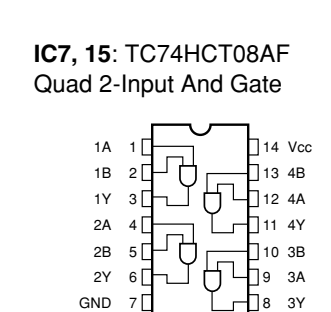 IC7, 15: TC74HCT08AF
Quad 2-Input And Gate
1A 1 14 Vcc
1B 2 13 4B
1Y 3 12 4A
2A 4 11 4Y
2B 5 10 3B
2Y 6 9 3A
GND 7 8 3Y